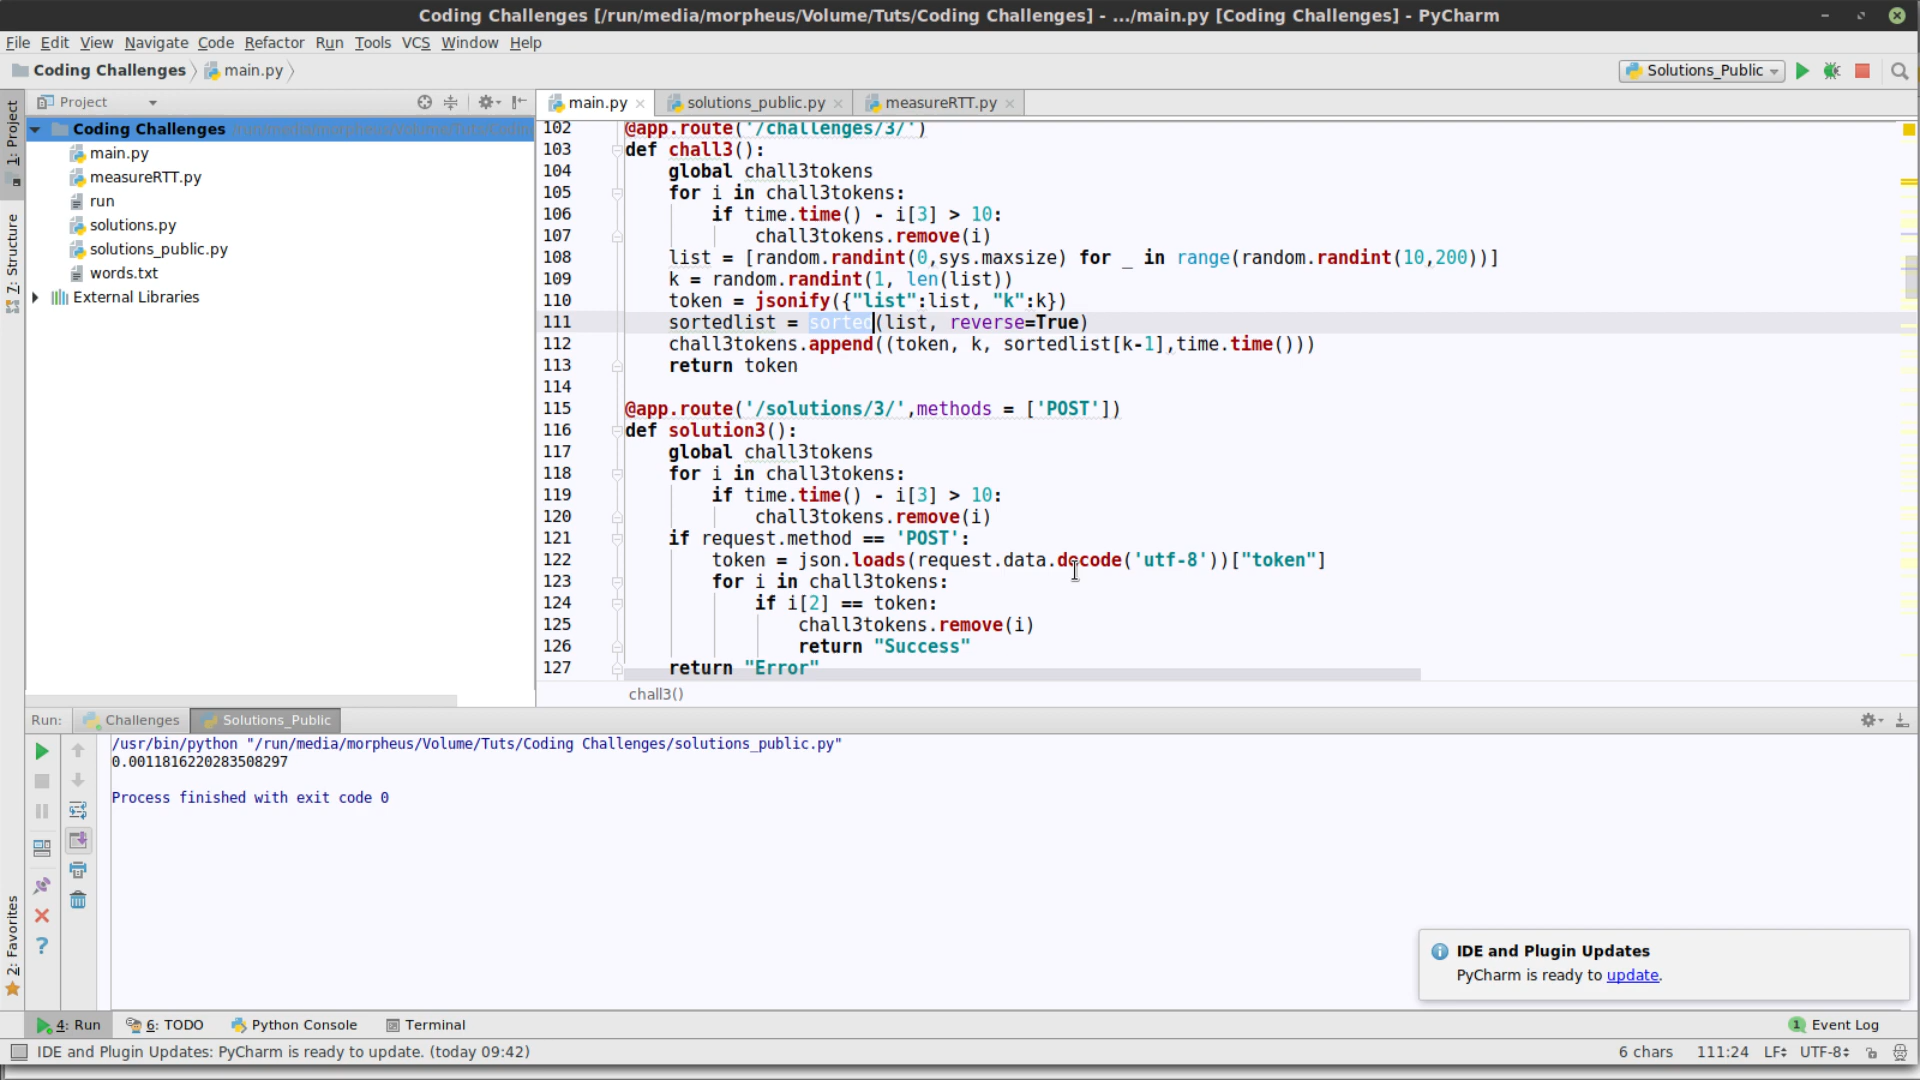 Coding Challenges [/run/media/morpheus/Volume/Tuts/Coding Challenges] - .../main.py [Coding Challenges] - PyCharm
File Edit View Navigate Code Refactor Run Tools VCS Window Help
Coding Challenges main.py Solutions_Public
Project main.py solutions_public.py measureRTT.py
1: Project
7: Structure
2: Favorites
Coding Challenges
main.py
measureRTT.py
run
solutions.py
solutions_public.py
words.txt
External Libraries
102 @app.route('/challenges/3/')
103 def chall3():
104 global chall3tokens
105 for i in chall3tokens:
106 if time.time() - i[3] > 10:
107 chall3tokens.remove(i)
108 list = [random.randint(0,sys.maxsize) for _ in range(random.randint(10,200))]
109 k = random.randint(1, len(list))
110 token = jsonify({"list":list, "k":k})
111 sortedlist = sorted(list, reverse=True)
112 chall3tokens.append((token, k, sortedlist[k-1],time.time()))
113 return token
114
115 @app.route('/solutions/3/',methods = ['POST'])
116 def solution3():
117 global chall3tokens
118 for i in chall3tokens:
119 if time.time() - i[3] > 10:
120 chall3tokens.remove(i)
121 if request.method == 'POST':
122 token = json.loads(request.data.decode('utf-8'))["token"]
123 for i in chall3tokens:
124 if i[2] == token:
125 chall3tokens.remove(i)
126 return "Success"
127 return "Error"
chall3()
Run: Challenges Solutions_Public
/usr/bin/python "/run/media/morpheus/Volume/Tuts/Coding Challenges/solutions_public.py"
0.0011816220283508297
Process finished with exit code 0
IDE and Plugin Updates
PyCharm is ready to update.
4: Run 6: TODO Python Console Terminal 1 Event Log
IDE and Plugin Updates: PyCharm is ready to update. (today 09:42) 6 chars 111:24 LF UTF-8